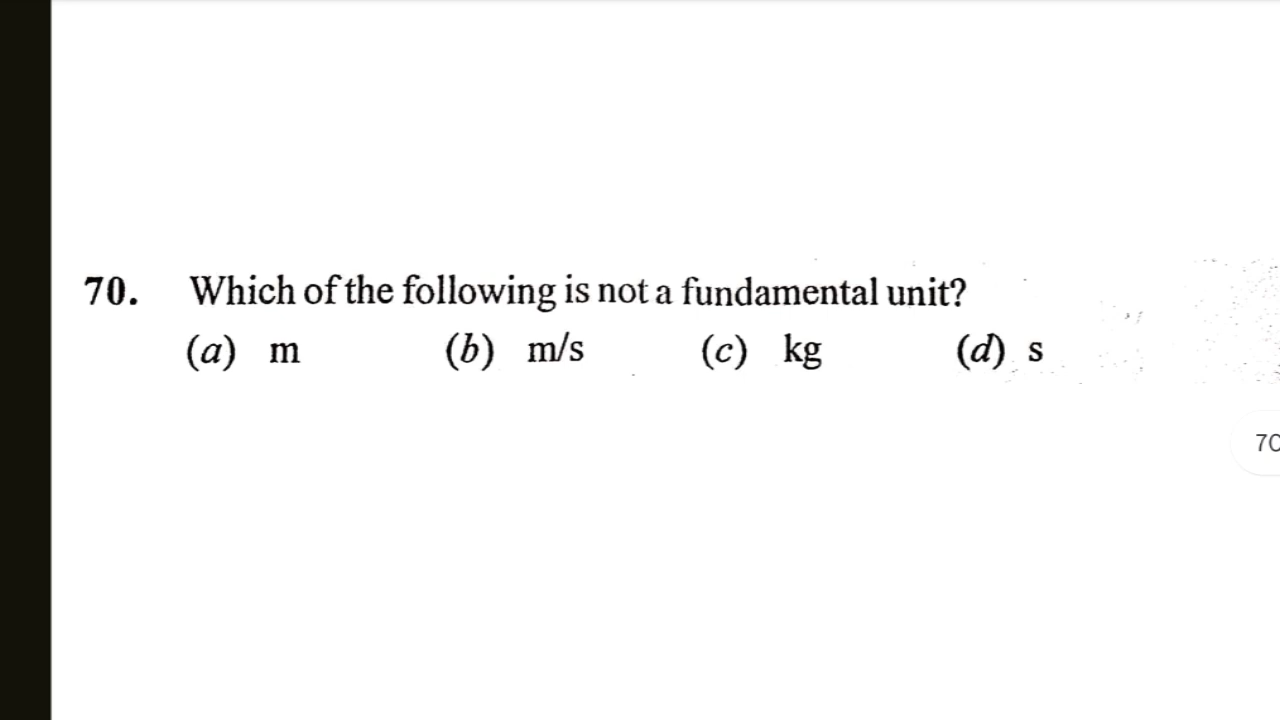 70. Which of the following is not a fundamental unit?
(a) m (b) m/s (c) kg (d) s
70